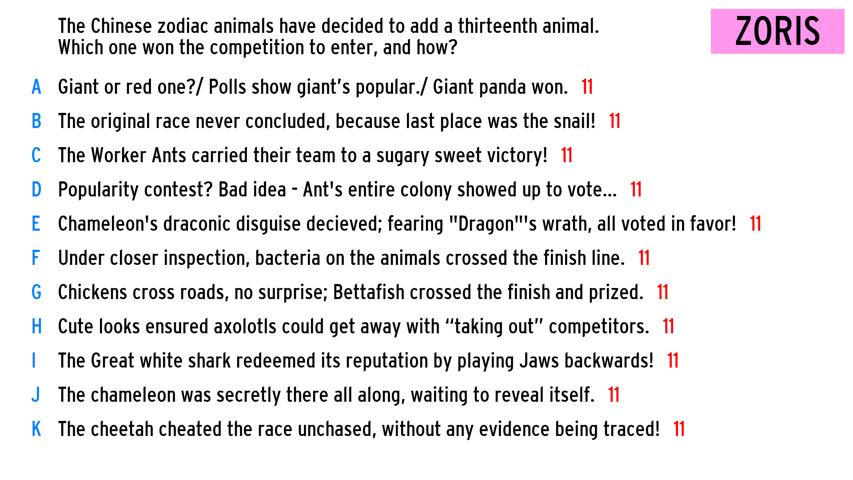 The Chinese zodiac animals have decided to add a thirteenth animal.
Which one won the competition to enter, and how?
ZORIS
A Giant or red one?/ Polls show giant’s popular./ Giant panda won. 11
B The original race never concluded, because last place was the snail! 11
C The Worker Ants carried their team to a sugary sweet victory! 11
D Popularity contest? Bad idea - Ant's entire colony showed up to vote... 11
E Chameleon's draconic disguise decieved; fearing "Dragon"'s wrath, all voted in favor! 11
F Under closer inspection, bacteria on the animals crossed the finish line. 11
G Chickens cross roads, no surprise; Bettafish crossed the finish and prized. 11
H Cute looks ensured axolotls could get away with “taking out” competitors. 11
I The Great white shark redeemed its reputation by playing Jaws backwards! 11
J The chameleon was secretly there all along, waiting to reveal itself. 11
K The cheetah cheated the race unchased, without any evidence being traced! 11